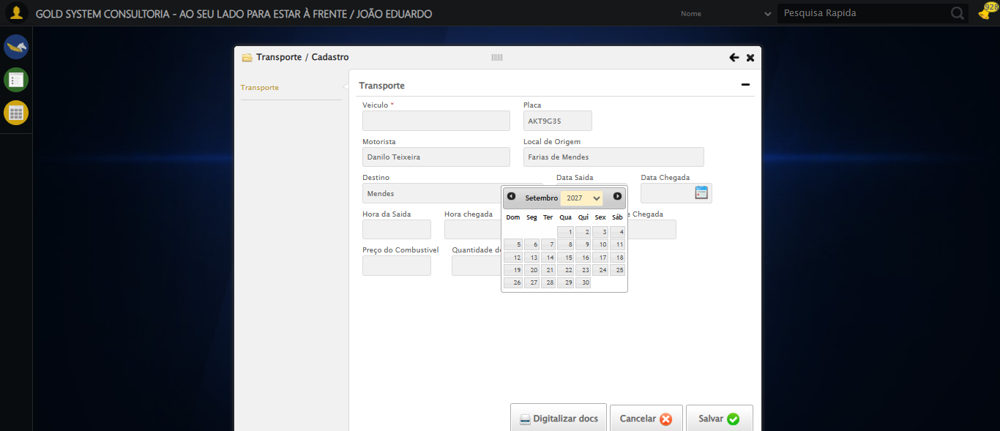 GOLD SYSTEM CONSULTORIA - AO SEU LADO PARA ESTAR À FRENTE / JOÃO EDUARDO
Nome
Pesquisa Rapida
928
Transporte / Cadastro
Transporte
Transporte
Veiculo *
Placa
AKT9G35
Motorista
Local de Origem
Danilo Teixeira
Farias de Mendes
Destino
Data Saida
Data Chegada
Mendes
Setembro 2027
Dom Seg Ter Qua Qui Sex Sáb
Hora da Saida
Hora chegada
e Chegada
1 2 3 4
5 6 7 8 9 10 11
Preço do Combustivel
Quantidade d
12 13 14 15 16 17 18
19 20 21 22 23 24 25
26 27 28 29 30
Digitalizar docs
Cancelar
Salvar